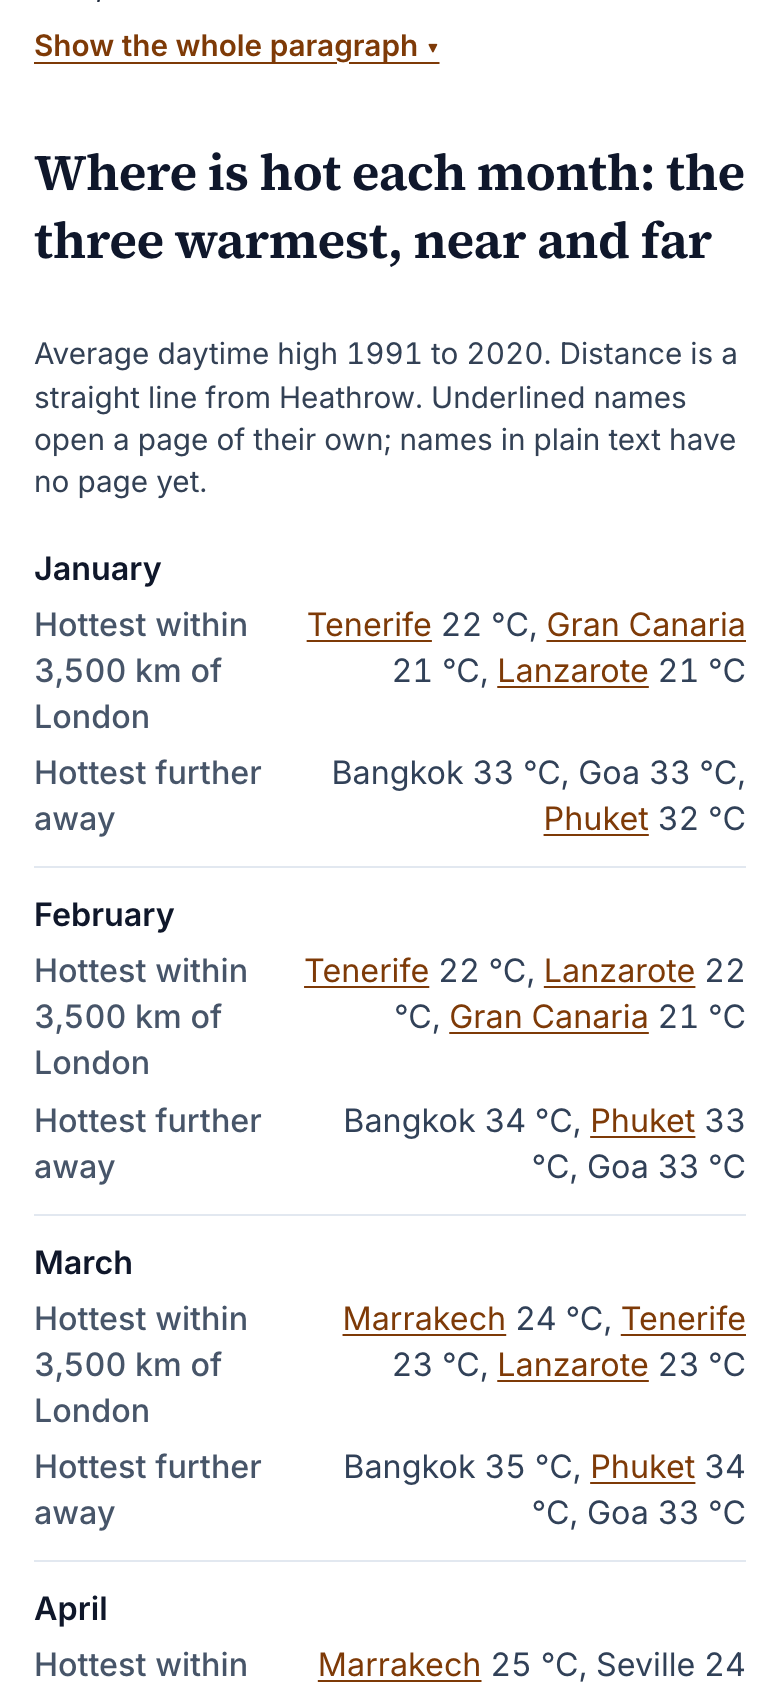 Show the whole paragraph ▾
Where is hot each month: the
three warmest, near and far
Average daytime high 1991 to 2020. Distance is a
straight line from Heathrow. Underlined names
open a page of their own; names in plain text have
no page yet.
January
Hottest within
3,500 km of
London
Tenerife 22 °C, Gran Canaria
21 °C, Lanzarote 21 °C
Hottest further
away
Bangkok 33 °C, Goa 33 °C,
Phuket 32 °C
February
Hottest within
3,500 km of
London
Tenerife 22 °C, Lanzarote 22
°C, Gran Canaria 21 °C
Hottest further
away
Bangkok 34 °C, Phuket 33
°C, Goa 33 °C
March
Hottest within
3,500 km of
London
Marrakech 24 °C, Tenerife
23 °C, Lanzarote 23 °C
Hottest further
away
Bangkok 35 °C, Phuket 34
°C, Goa 33 °C
April
Hottest within
Marrakech 25 °C, Seville 24